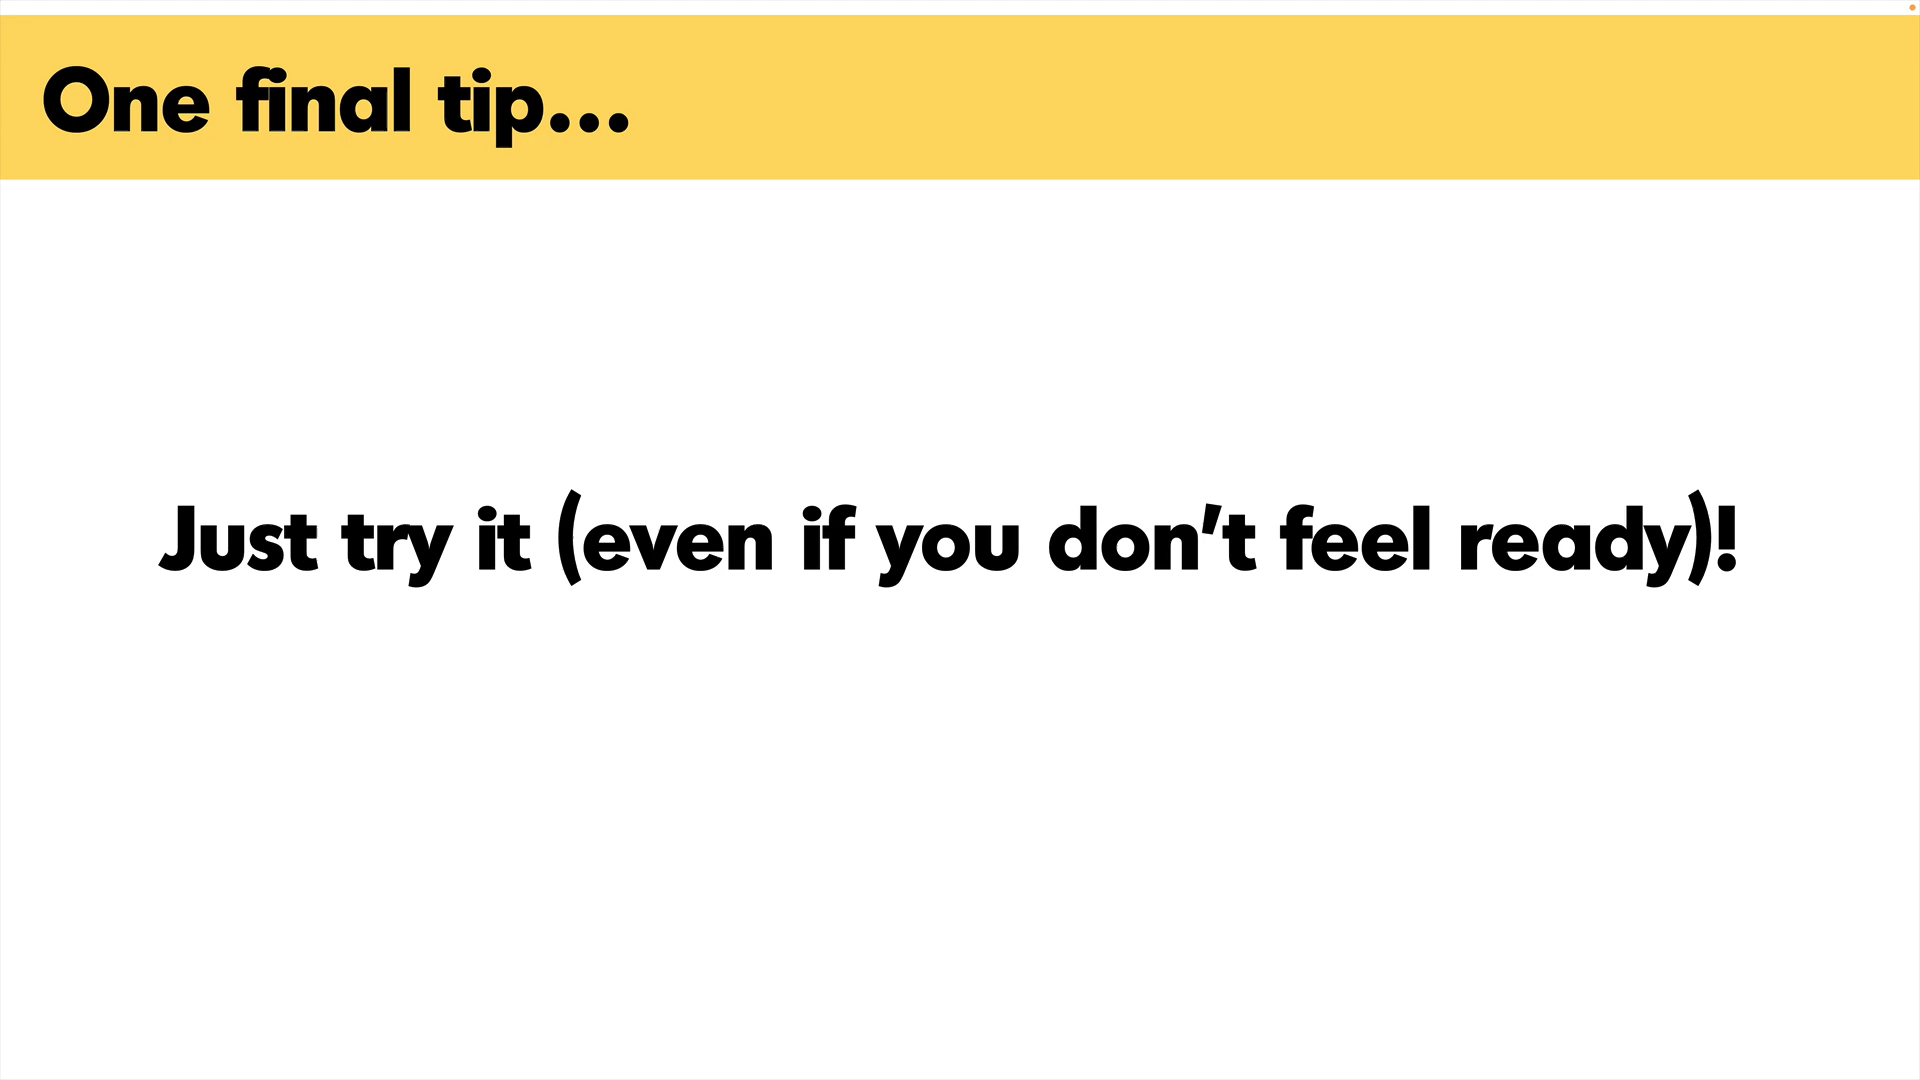 One final tip...
Just try it (even if you don’t feel ready)!